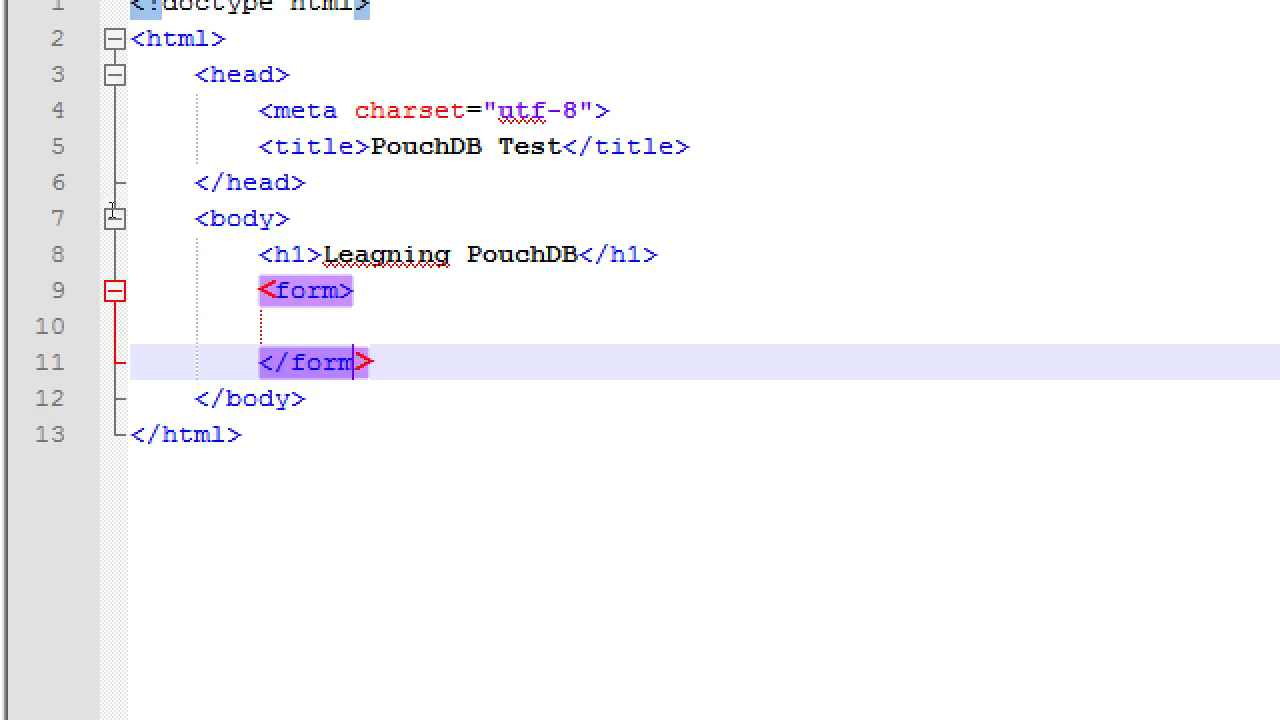 1 <!doctype html>
2 <html>
3 <head>
4 <meta charset="utf-8">
5 <title>PouchDB Test</title>
6 </head>
7 <body>
8 <h1>Leagning PouchDB</h1>
9 <form>
10
11 </form>
12 </body>
13 </html>